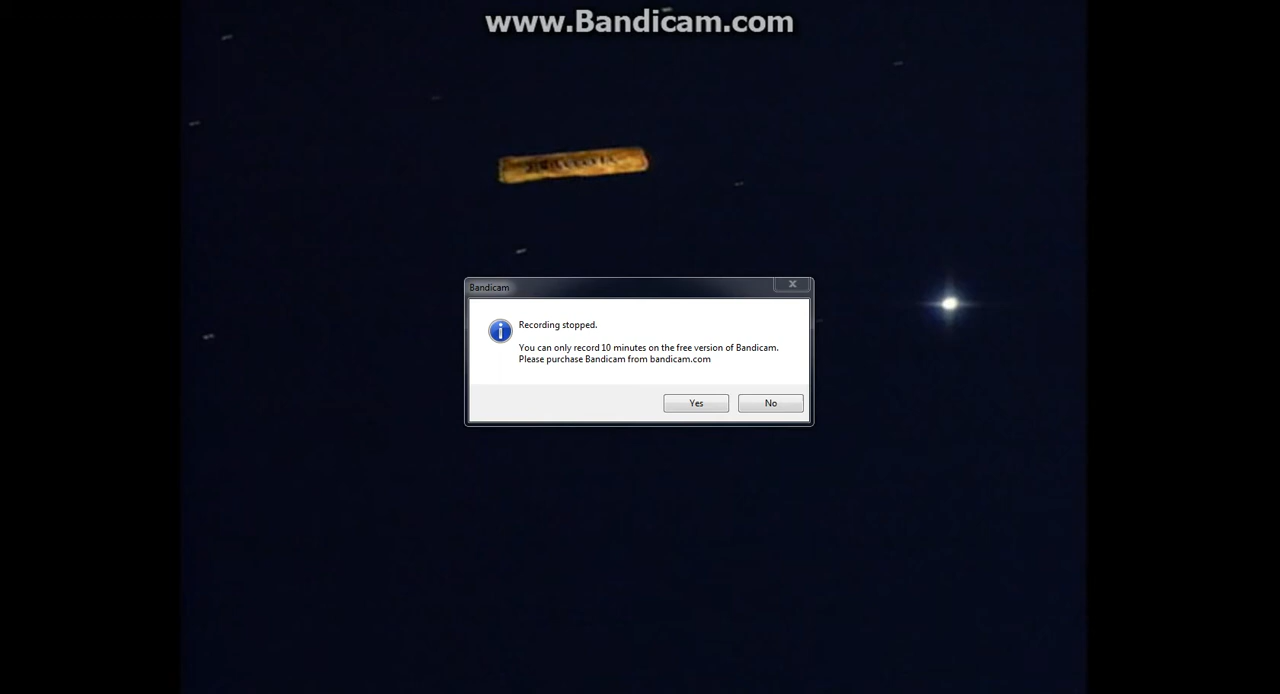 www.Bandicam.com
Bandicam
Recording stopped.
You can only record 10 minutes on the free version of Bandicam.
Please purchase Bandicam from bandicam.com
Yes
No